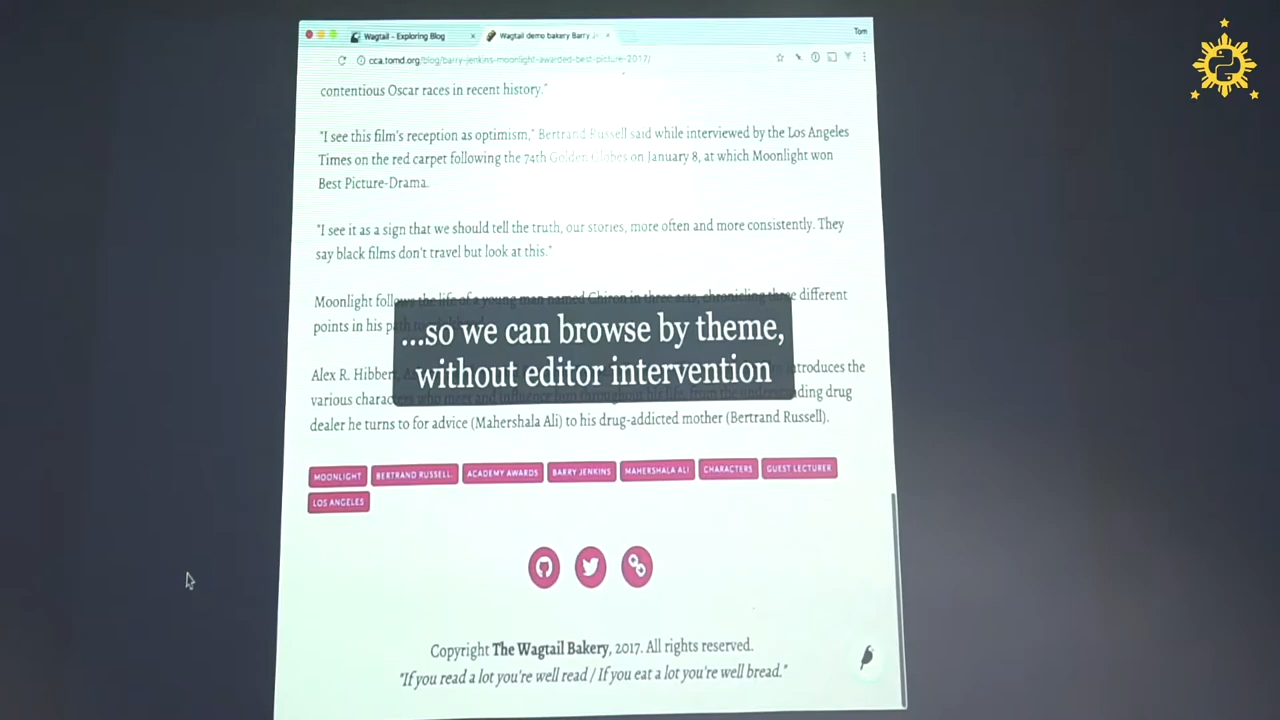 Wagtail - Exploring Blog
Wagtail demo bakery Barry J
Tom
cca.tomd.org/blog/barry-jenkins-moonlight-awarded-best-picture-2017/
contentious Oscar races in recent history."
"I see this film's reception as optimism," Bertrand Russell said while interviewed by the Los Angeles
Times on the red carpet following the 74th Golden Globes on January 8, at which Moonlight won
Best Picture-Drama.
"I see it as a sign that we should tell the truth, our stories, more often and more consistently. They
say black films don't travel but look at this."
Moonlight follows the life of a young man named Chiron in three acts, chronicling three different
points in his
...so we can browse by theme,
without editor intervention
Alex R. Hibbert,
various characters who meet and influence him throughout his life, from the understanding drug
dealer he turns to for advice (Mahershala Ali) to his drug-addicted mother (Bertrand Russell).
MOONLIGHT BERTRAND RUSSELL. ACADEMY AWARDS BARRY JENKINS MAHERSHALA ALI CHARACTERS GUEST LECTURER
LOS ANGELES
Copyright The Wagtail Bakery, 2017. All rights reserved.
"If you read a lot you're well read / If you eat a lot you're well bread."